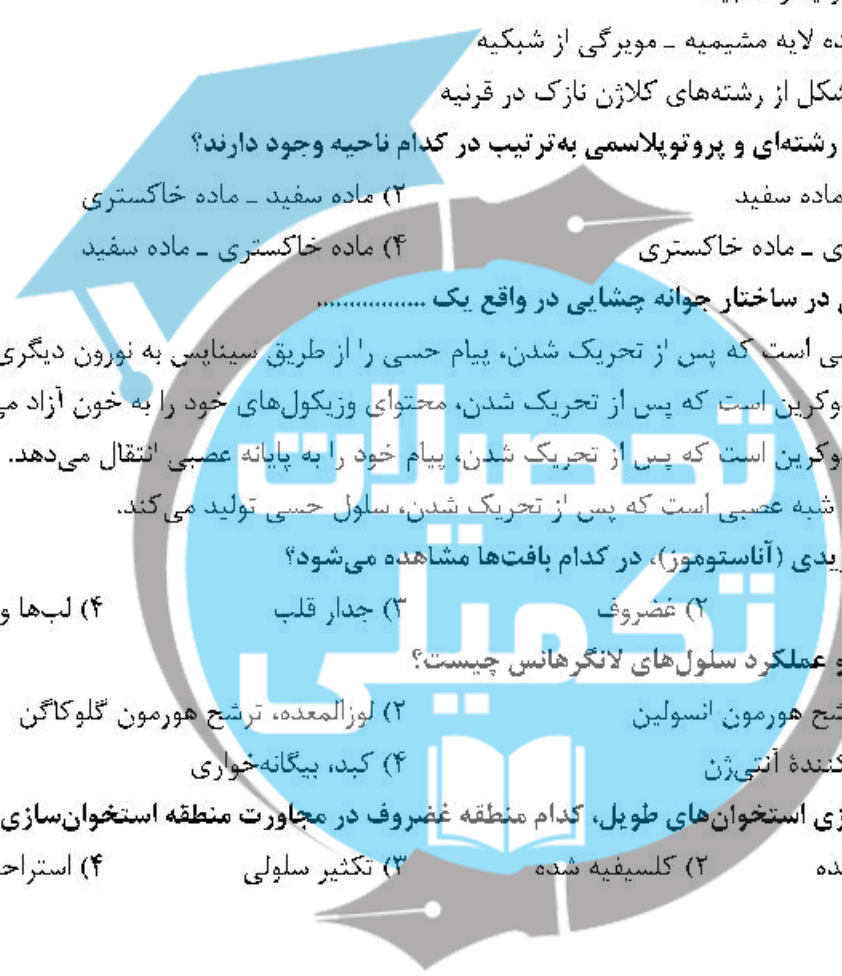 ده لایه مشیمیه ـ مویرگی از شبکیه
شکل از رشته‌های کلاژن نازک در قرنیه
رشته‌ای و پروتوپلاسمی به‌ترتیب در کدام ناحیه وجود دارند؟
ماده سفید ۲) ماده سفید ـ ماده خاکستری
ی ـ ماده خاکستری ۴) ماده خاکستری ـ ماده سفید
در ساختار جوانه چشایی در واقع یک ................
ی است که پس از تحریک شدن، پیام حسی را از طریق سیناپس به نورون دیگری
وکرین است که پس از تحریک شدن، محتوای وزیکول‌های خود را به خون آزاد می
وکرین است که پس از تحریک شدن، پیام خود را به پایانه عصبی انتقال می‌دهد.
شبه عصبی است که پس از تحریک شدن، سلول حسی تولید می‌کند.
یدی (آناستوموز)، در کدام بافت‌ها مشاهده می‌شود؟
۲) غضروف ۳) جدار قلب ۴) لب‌ها و
و عملکرد سلول‌های لانگرهانس چیست؟
شح هورمون انسولین ۲) لوزالمعده، ترشح هورمون گلوکاگن
کنندهٔ آنتی‌ژن ۴) کبد، بیگانه‌خواری
زی استخوان‌های طویل، کدام منطقه غضروف در مجاورت منطقه استخوان‌سازی
ده ۲) کلسیفیه شده ۳) تکثیر سلولی ۴) استراحـ
تحصیلات
تکمیلی